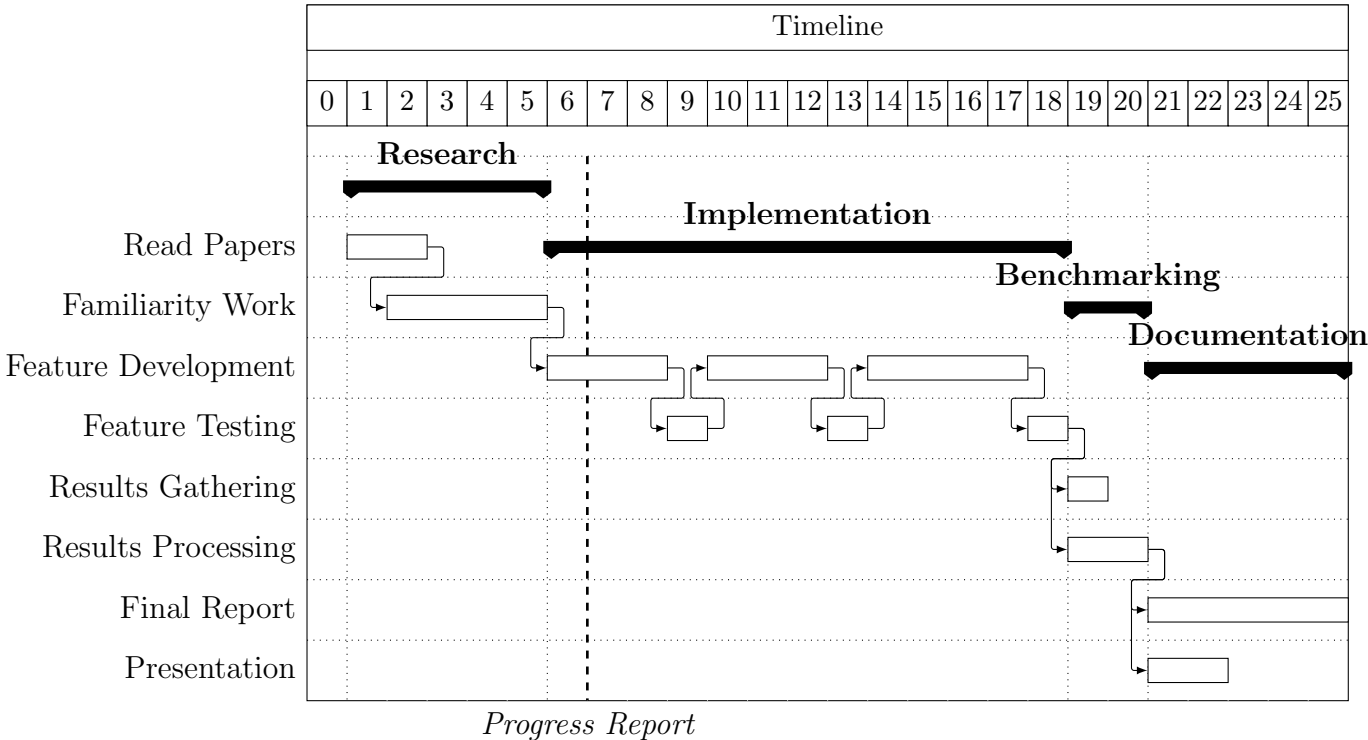 Timeline
0 1 2 3 4 5 6 7 8 9 10 11 12 13 14 15 16 17 18 19 20 21 22 23 24 25
Research
Implementation
Read Papers
Benchmarking
Familiarity Work
Documentation
Feature Development
Feature Testing
Results Gathering
Results Processing
Final Report
Presentation
Progress Report